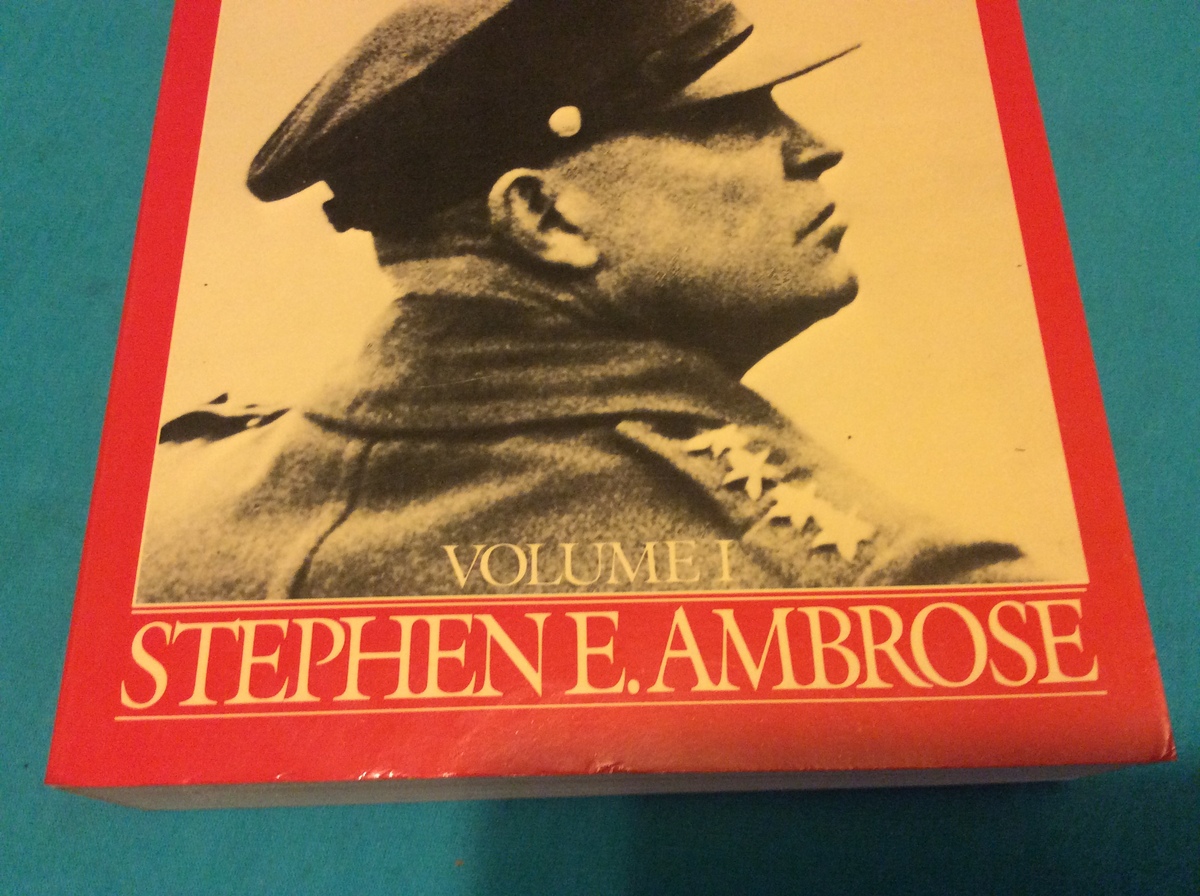 VOLUME I
STEPHEN E. AMBROSE